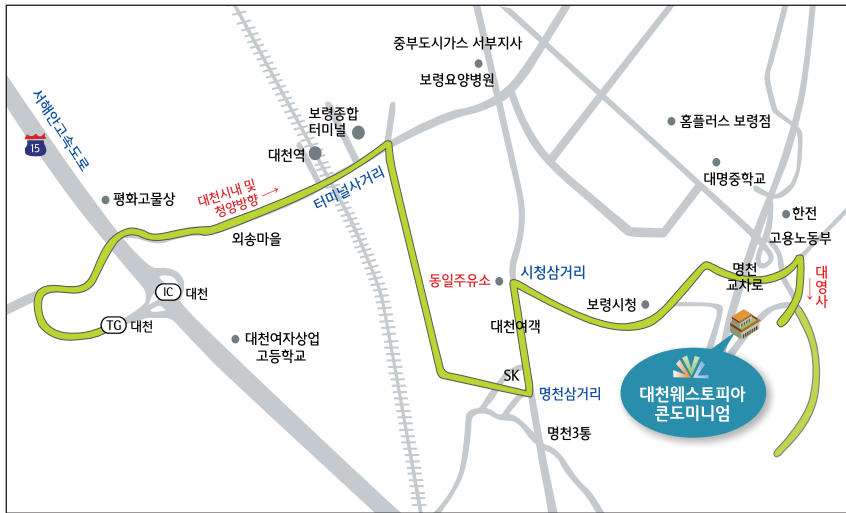 중부도시가스 서부지사
보령요양병원
서해안고속도로
15
보령종합
터미널
대천역
홈플러스 보령점
대명중학교
평화고물상
대천시내 및
청양방향 →
터미널사거리
외송마을
한전
고용노동부
동일주유소
시청삼거리
명천
교차로
대영사
→
IC 대천
TG 대천
보령시청
대천여객
대천여자상업
고등학교
SK
명천삼거리
대천웨스토피아
콘도미니엄
명천3통